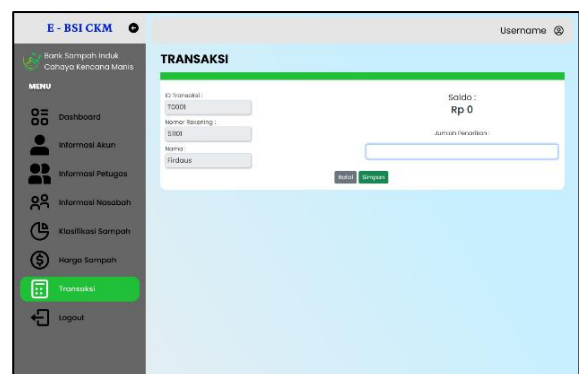 E - BSI CKM
Username
Bank Sampah Induk
Cahaya Kencana Manis
MENU
Dashboard
Informasi Akun
Informasi Petugas
Informasi Nasabah
Klasifikasi Sampah
Harga Sampah
Transaksi
Logout
TRANSAKSI
ID Transaksi :
T0001
Nomor Rekening :
S1101
Nama :
Firdaus
Saldo :
Rp 0
Jumlah Penarikan :
Batal
Simpan